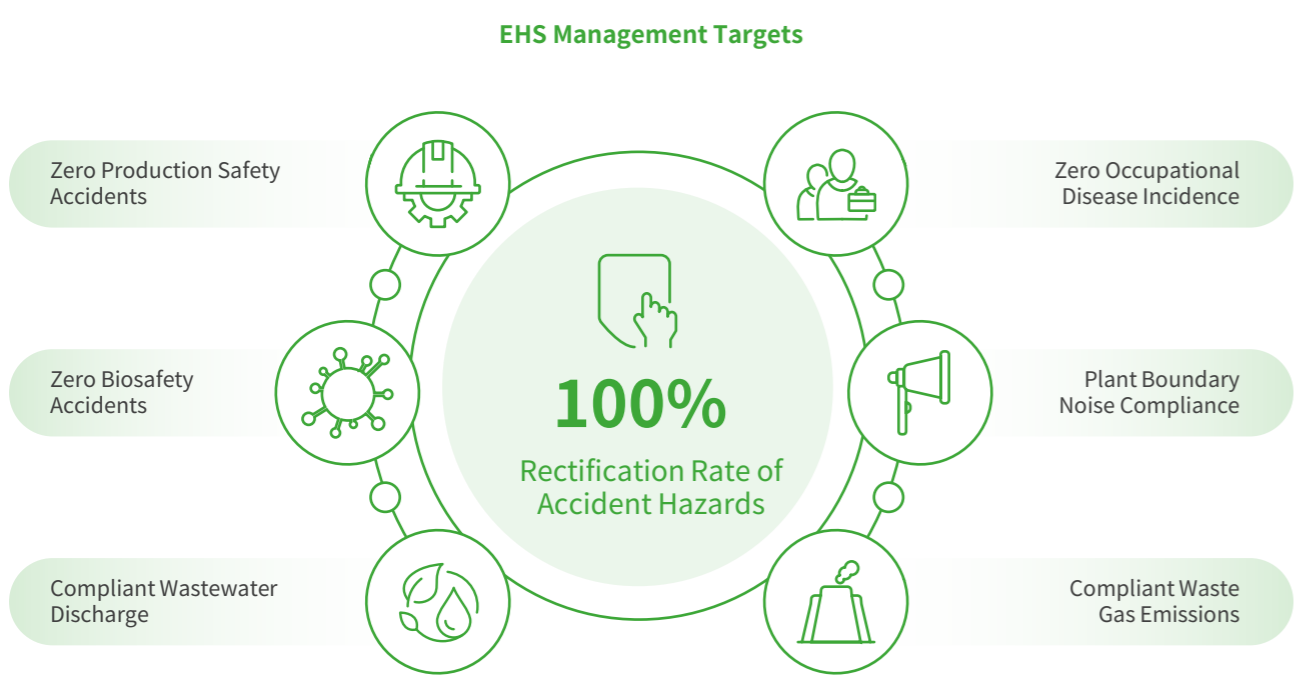 EHS Management Targets
Zero Production Safety
Accidents
Zero Occupational
Disease Incidence
Zero Biosafety
Accidents
100%
Rectification Rate of
Accident Hazards
Plant Boundary
Noise Compliance
Compliant Wastewater
Discharge
Compliant Waste
Gas Emissions